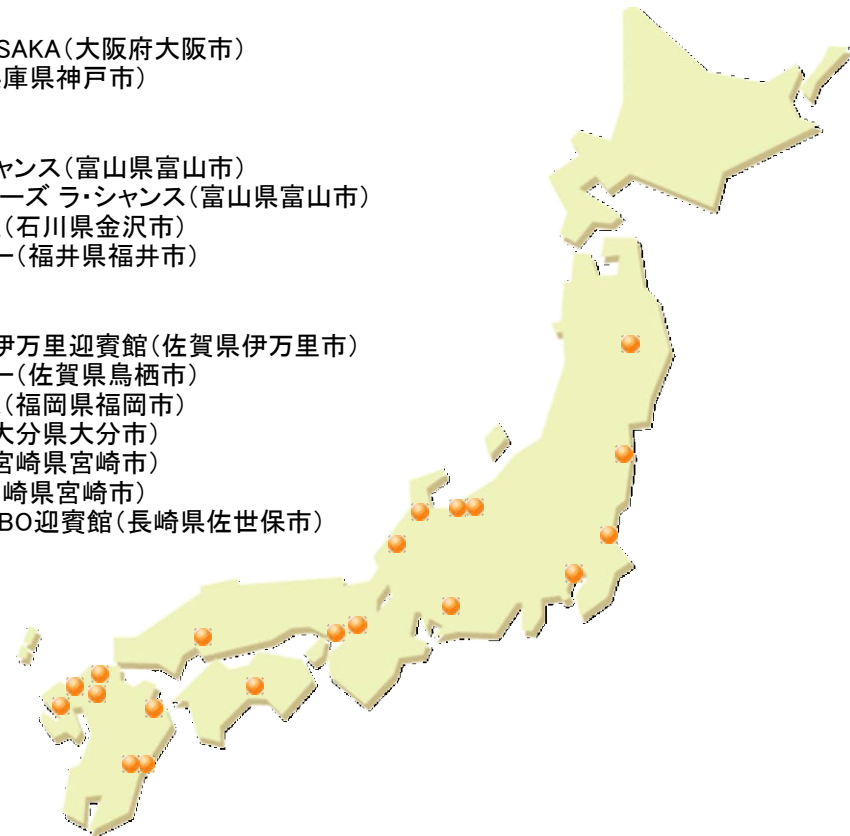 SAKA(大阪府大阪市)
庫県神戸市)
ャンス(富山県富山市)
ーズ ラ・シャンス(富山県富山市)
(石川県金沢市)
ー(福井県福井市)
伊万里迎賓館(佐賀県伊万里市)
ー(佐賀県鳥栖市)
(福岡県福岡市)
大分県大分市)
宮崎県宮崎市)
崎県宮崎市)
BO迎賓館(長崎県佐世保市)